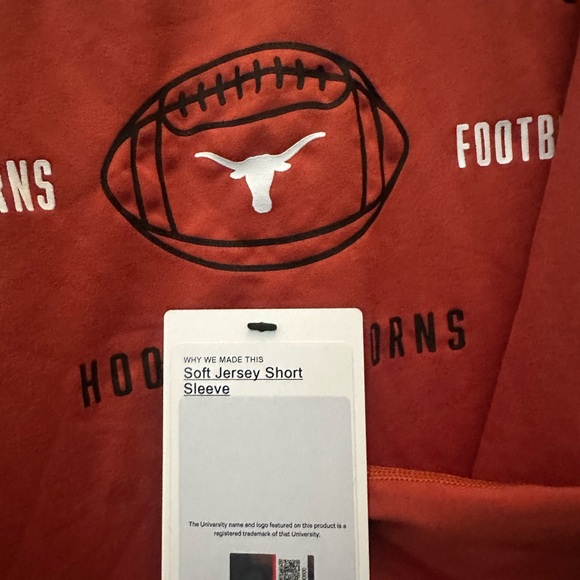 RNS
FOOTB
HOO ORNS
WHY WE MADE THIS
Soft Jersey Short
Sleeve
The University name and logo featured on this product is a
registered trademark of that University.